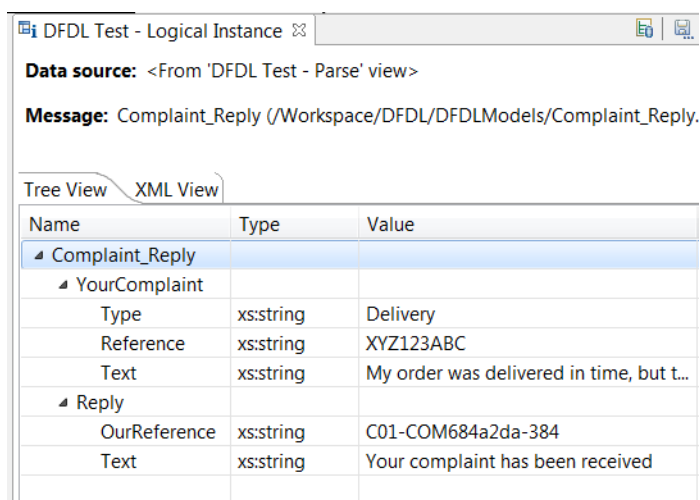 DFDL Test - Logical Instance
Data source: <From 'DFDL Test - Parse' view>
Message: Complaint_Reply (/Workspace/DFDL/DFDLModels/Complaint_Reply.
Tree View XML View
Name Type Value
Complaint_Reply
YourComplaint
Type xs:string Delivery
Reference xs:string XYZ123ABC
Text xs:string My order was delivered in time, but t...
Reply
OurReference xs:string C01-COM684a2da-384
Text xs:string Your complaint has been received